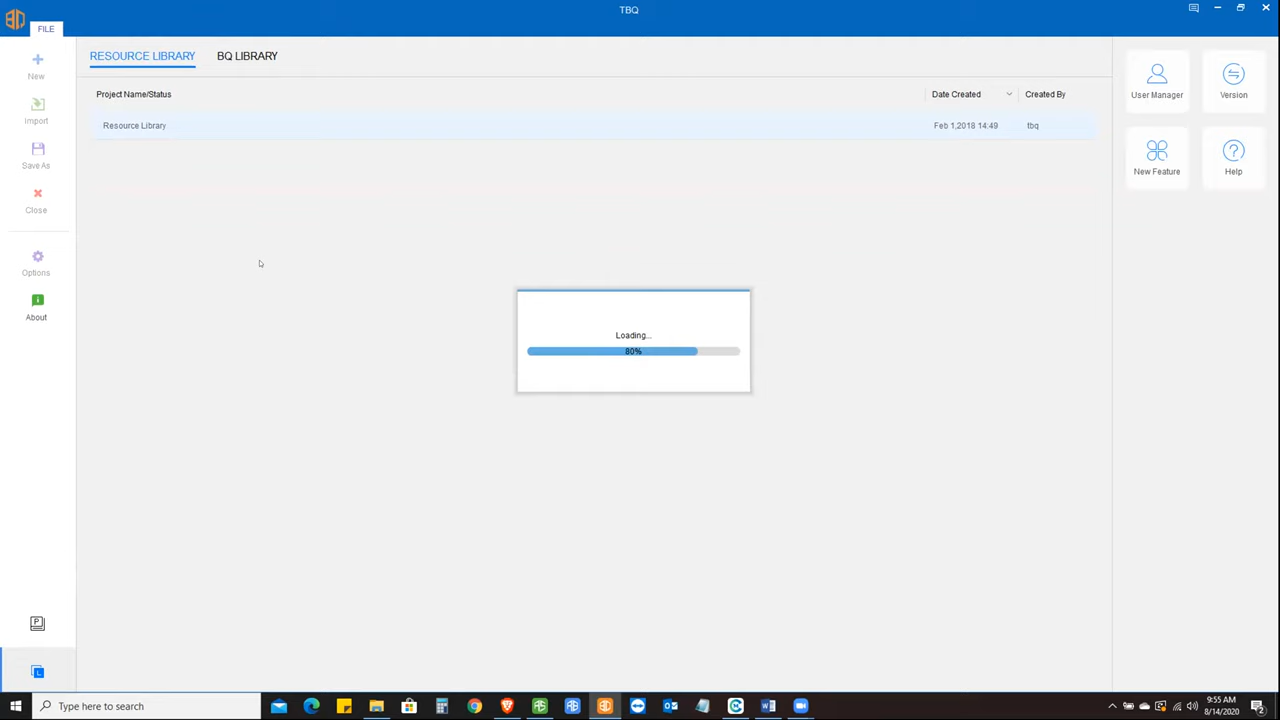 TBQ
FILE
New
Import
Save As
Close
Options
About
RESOURCE LIBRARY BQ LIBRARY
Project Name/Status Date Created Created By
Resource Library Feb 1,2018 14:49 tbq
Loading...
80%
User Manager Version
New Feature Help
Type here to search
9:55 AM
8/14/2020
2